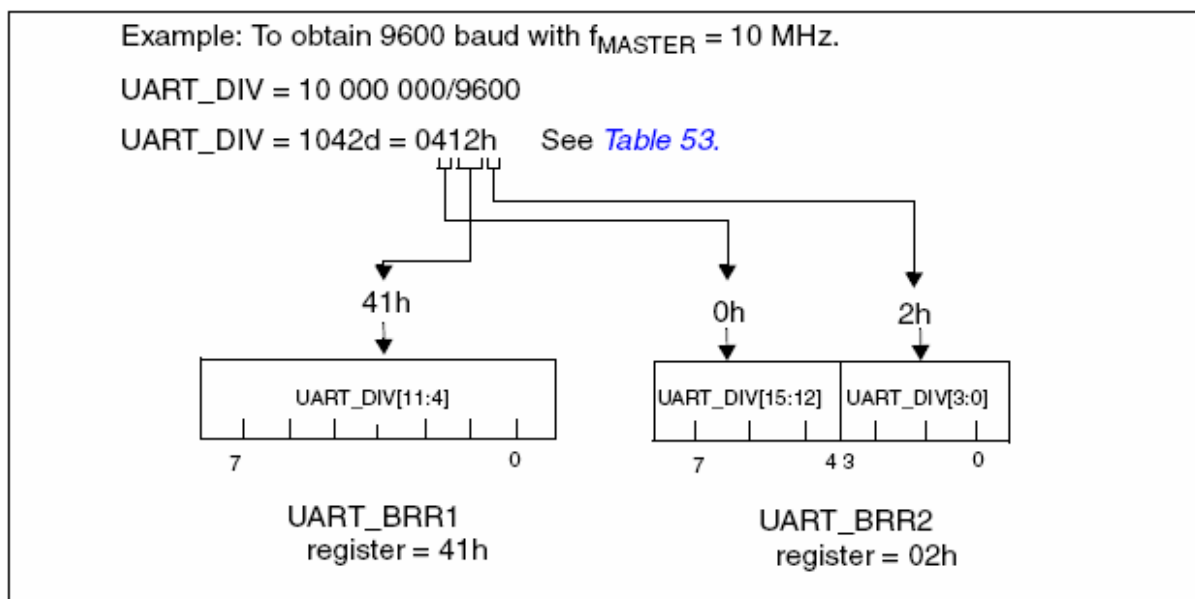 Example: To obtain 9600 baud with fMASTER = 10 MHz.
UART_DIV = 10 000 000/9600
UART_DIV = 1042d = 0412h See Table 53.
41h 0h 2h
UART_DIV[11:4] UART_DIV[15:12] UART_DIV[3:0]
7 0 7 4 3 0
UART_BRR1 UART_BRR2
register = 41h register = 02h